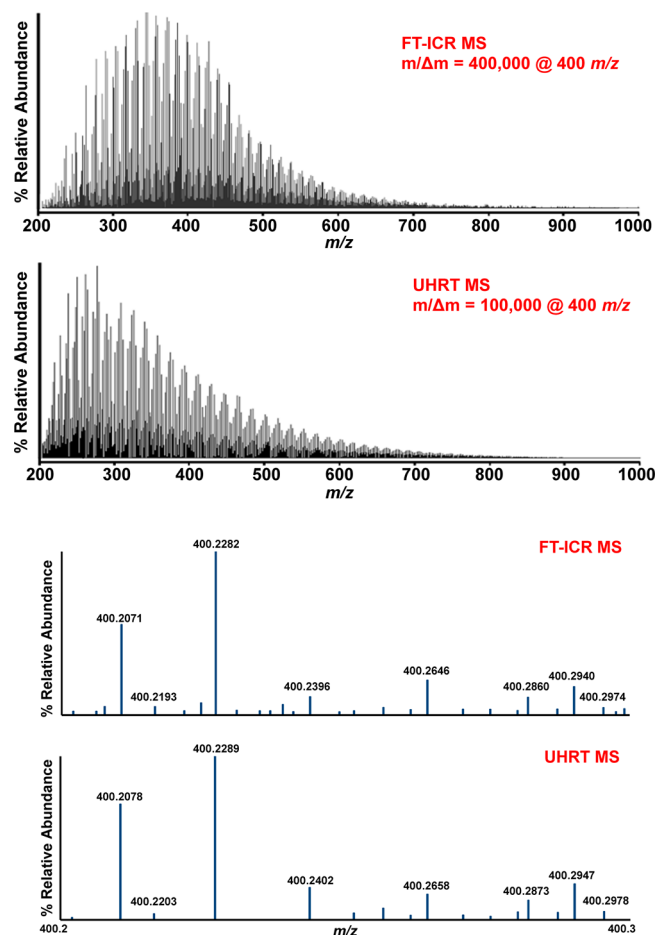 FT-ICR MS
m/Δm = 400,000 @ 400 m/z
% Relative Abundance
200 300 400 500 600 700 800 900 1000
m/z
UHRT MS
m/Δm = 100,000 @ 400 m/z
% Relative Abundance
200 300 400 500 600 700 800 900 1000
m/z
FT-ICR MS
% Relative Abundance
400.2282
400.2071
400.2193
400.2396
400.2646
400.2860
400.2940
400.2974
UHRT MS
% Relative Abundance
400.2289
400.2078
400.2203
400.2402
400.2658
400.2873
400.2947
400.2978
400.2
400.3
m/z